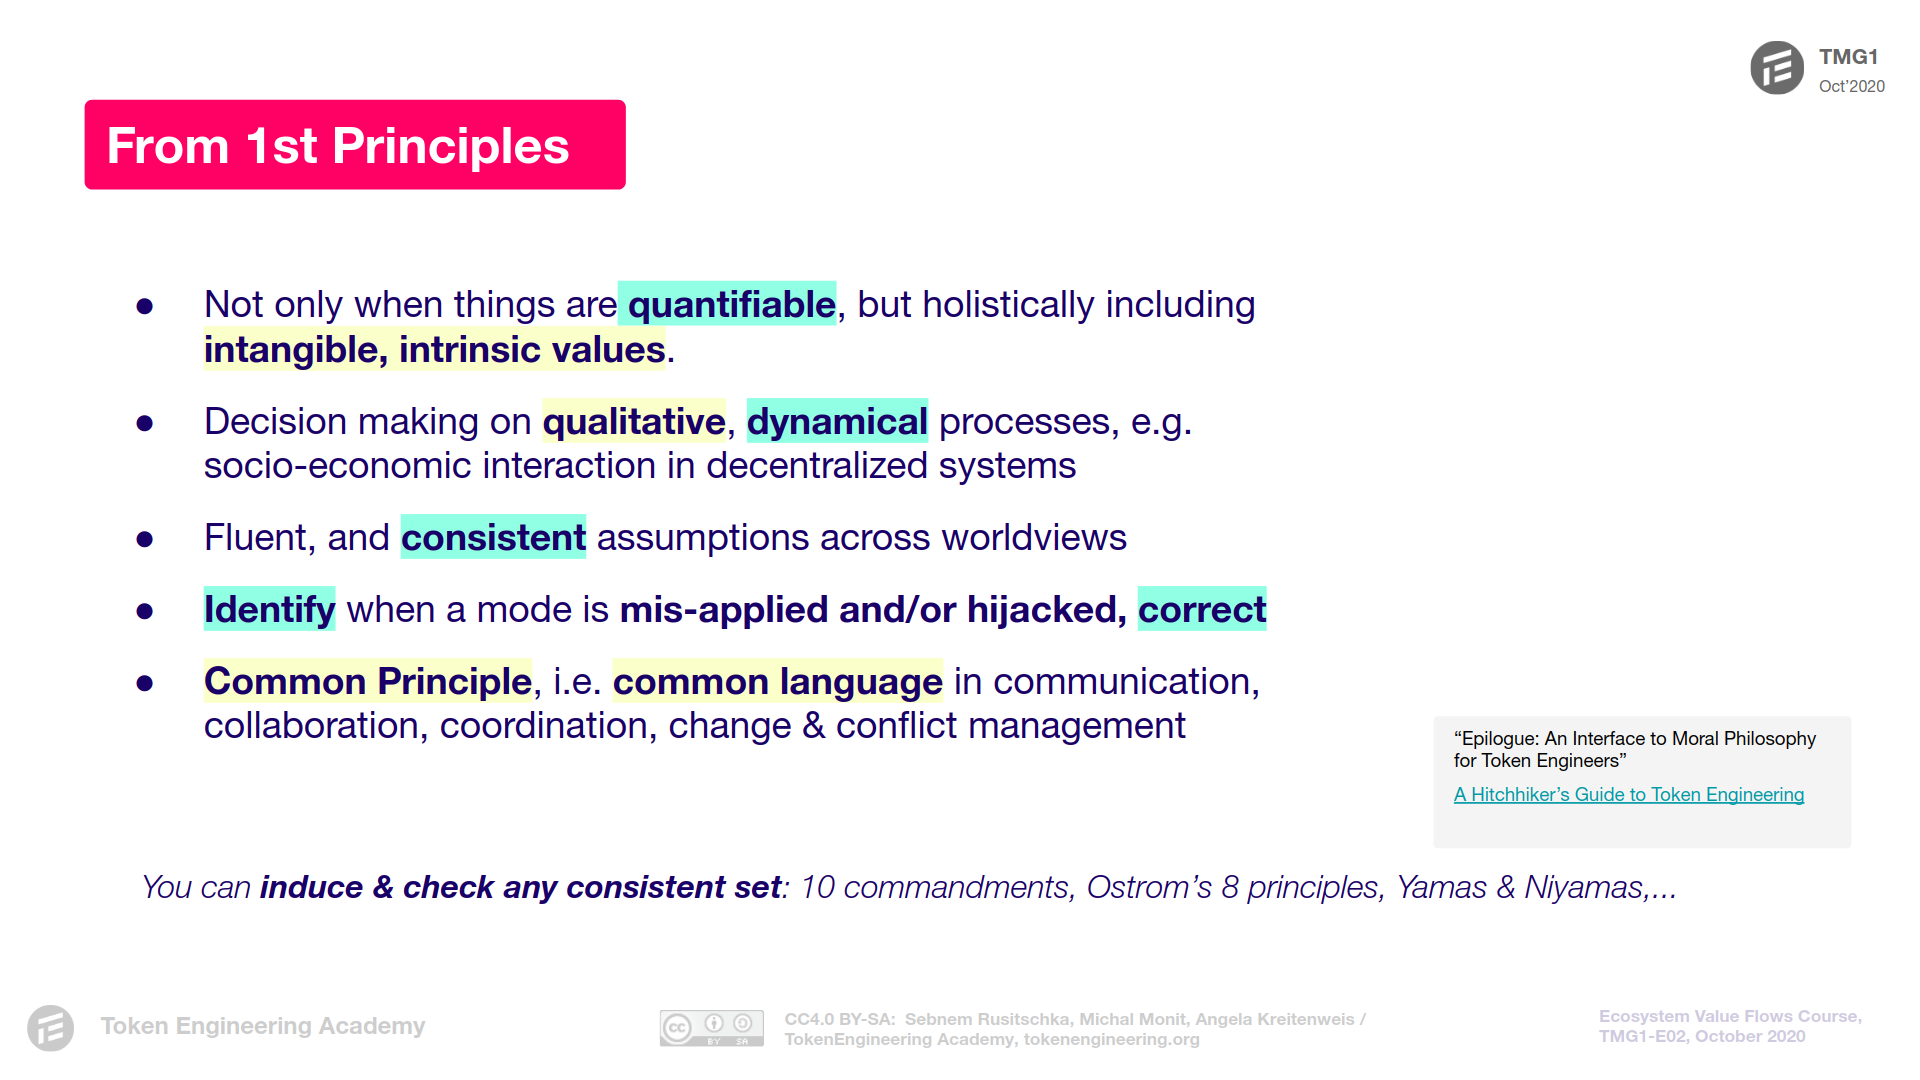 TMG1
Oct’2020
From 1st Principles
● Not only when things are quantifiable, but holistically including
intangible, intrinsic values.
● Decision making on qualitative, dynamical processes, e.g.
socio-economic interaction in decentralized systems
● Fluent, and consistent assumptions across worldviews
● Identify when a mode is mis-applied and/or hijacked, correct
● Common Principle, i.e. common language in communication,
collaboration, coordination, change & conflict management
“Epilogue: An Interface to Moral Philosophy
for Token Engineers”
A Hitchhiker’s Guide to Token Engineering
You can induce & check any consistent set: 10 commandments, Ostrom’s 8 principles, Yamas & Niyamas,...
Token Engineering Academy
cc BY SA
CC4.0 BY-SA: Sebnem Rusitschka, Michal Monit, Angela Kreitenweis /
TokenEngineering Academy, tokenengineering.org
Ecosystem Value Flows Course,
TMG1-E02, October 2020